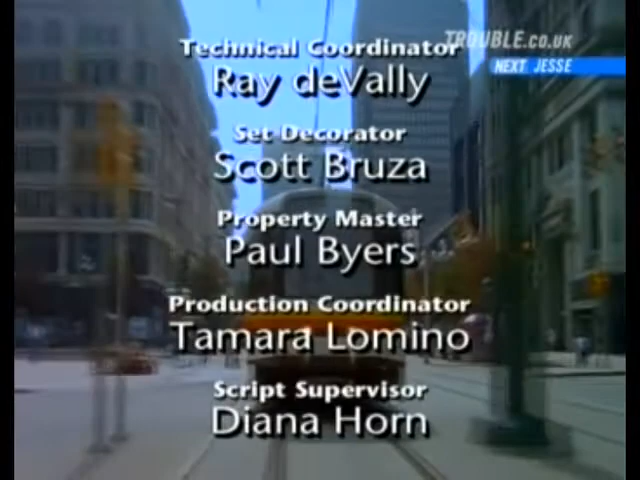 TROUBLE.co.uk
NEXT JESSE
Technical Coordinator
Ray deVally
Set Decorator
Scott Bruza
Property Master
Paul Byers
Production Coordinator
Tamara Lomino
Script Supervisor
Diana Horn